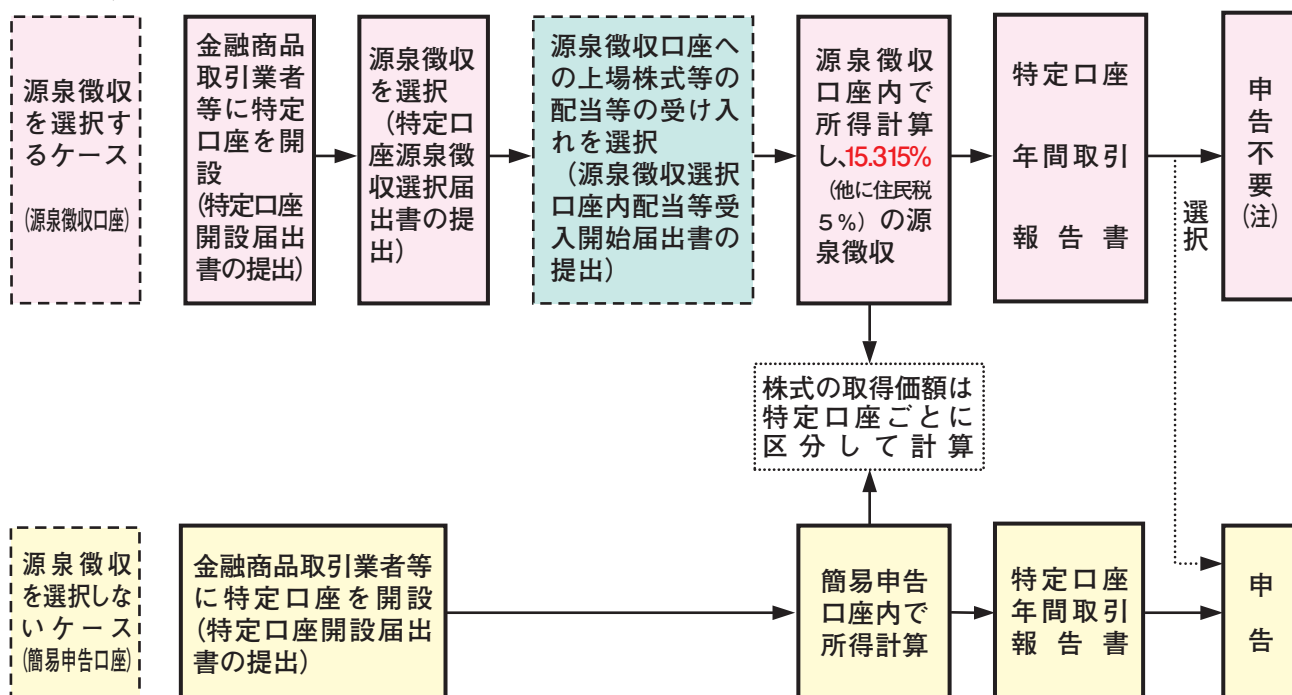 源泉徴収
を選択す
るケース
(源泉徴収口座)
金融商品
取引業者
等に特定
口座を開
設
(特定口座
開設届出
書の提出)
源泉徴収
を選択
(特定口
座源泉徴
収選択届
出書の提
出)
源泉徴収口座へ
の上場株式等の
配当等の受け入
れを選択
(源泉徴収選択
口座内配当等受
入開始届出書の
提出)
源泉徴収
口座内で
所得計算
し、15.315%
(他に住民税
5%)の源
泉徴収
特定口座
年間取引
報告書
選択
申告不要(注)
株式の取得価額は
特定口座ごとに
区分して計算
源泉徴収
を選択しな
いケース
(簡易申告口座)
金融商品取引業者等
に特定口座を開設
(特定口座開設届出
書の提出)
簡易申告
口座内で
所得計算
特定口座
年間取引
報告書
申告